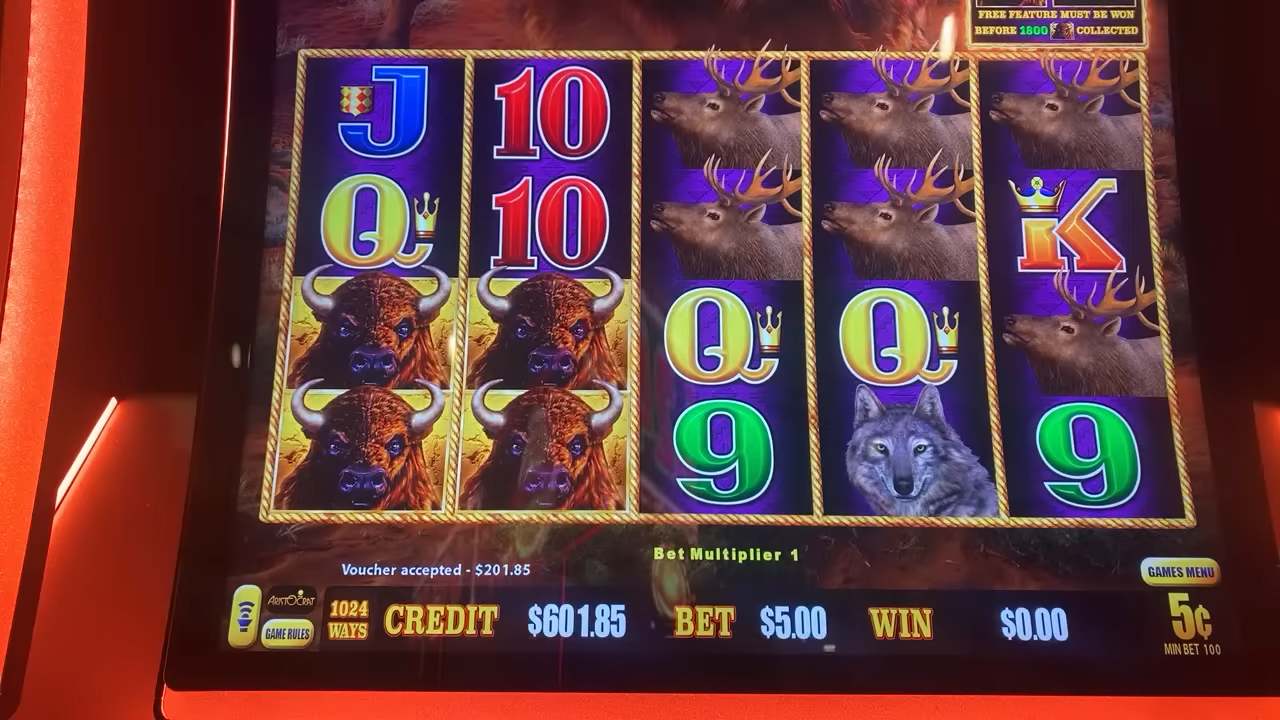 FREE FEATURE MUST BE WON
BEFORE 1800 COLLECTED
J 10
Q 10 K
Q Q
9 9
Bet Multiplier 1
Voucher accepted - $201.85
GAMES MENU
ARISTOCRAT
GAME RULES
1024
WAYS
CREDIT $601.85 BET $5.00 WIN $0.00
5¢
MIN BET 100